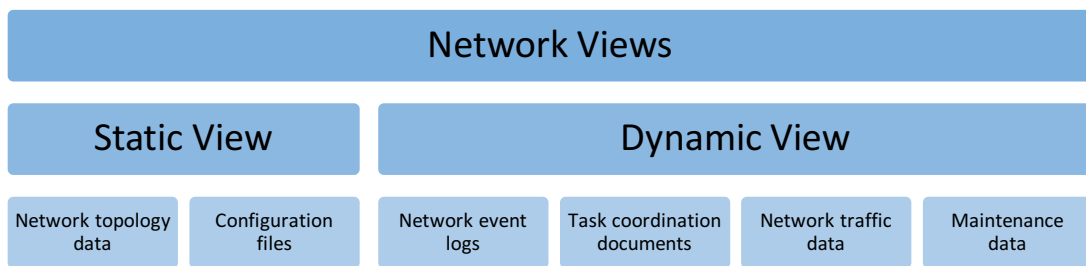 Network Views
Static View
Dynamic View
Network topology
data
Configuration
files
Network event
logs
Task coordination
documents
Network traffic
data
Maintenance
data